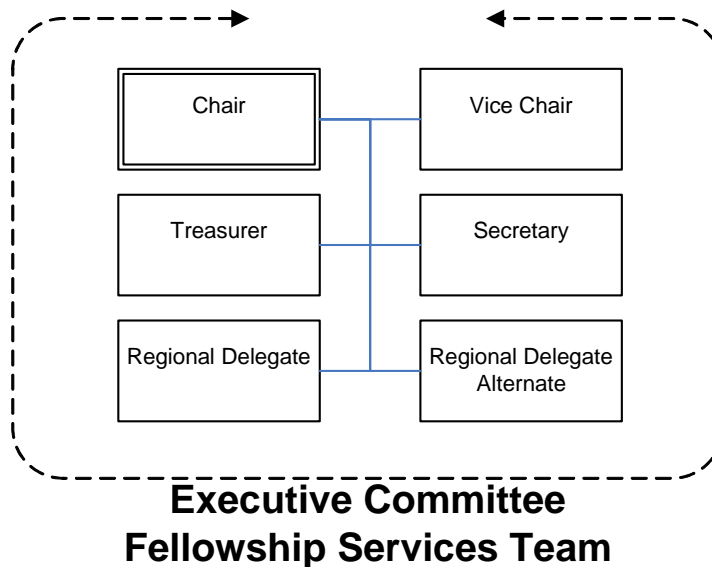 Chair
Vice Chair
Treasurer
Secretary
Regional Delegate
Regional Delegate
Alternate
Executive Committee
Fellowship Services Team